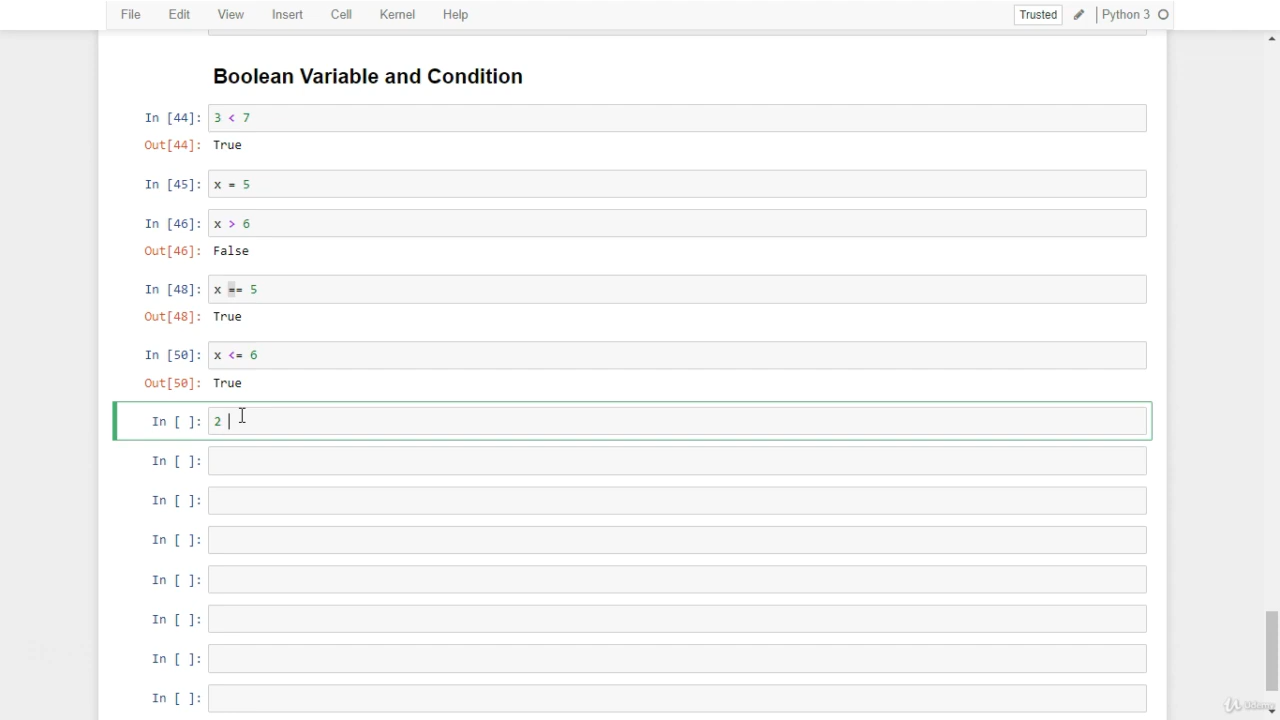 File Edit View Insert Cell Kernel Help Trusted Python 3
Boolean Variable and Condition
In [44]: 3 < 7
Out[44]: True
In [45]: x = 5
In [46]: x > 6
Out[46]: False
In [48]: x == 5
Out[48]: True
In [50]: x <= 6
Out[50]: True
In [ ]: 2
In [ ]:
In [ ]:
In [ ]:
In [ ]:
In [ ]:
In [ ]:
In [ ]:
Udemy